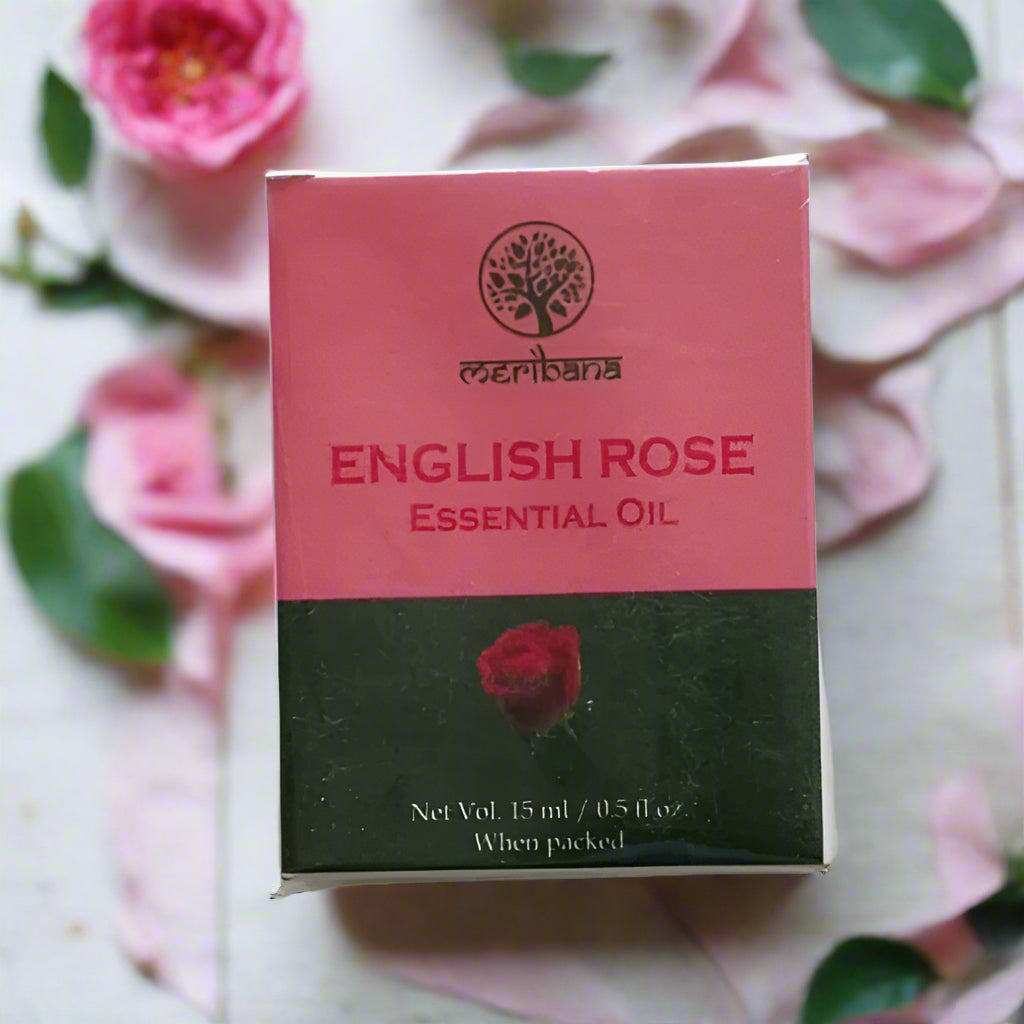 meribana
ENGLISH ROSE
ESSENTIAL OIL
Net Vol. 15 ml / 0.5 fl oz.
When packed